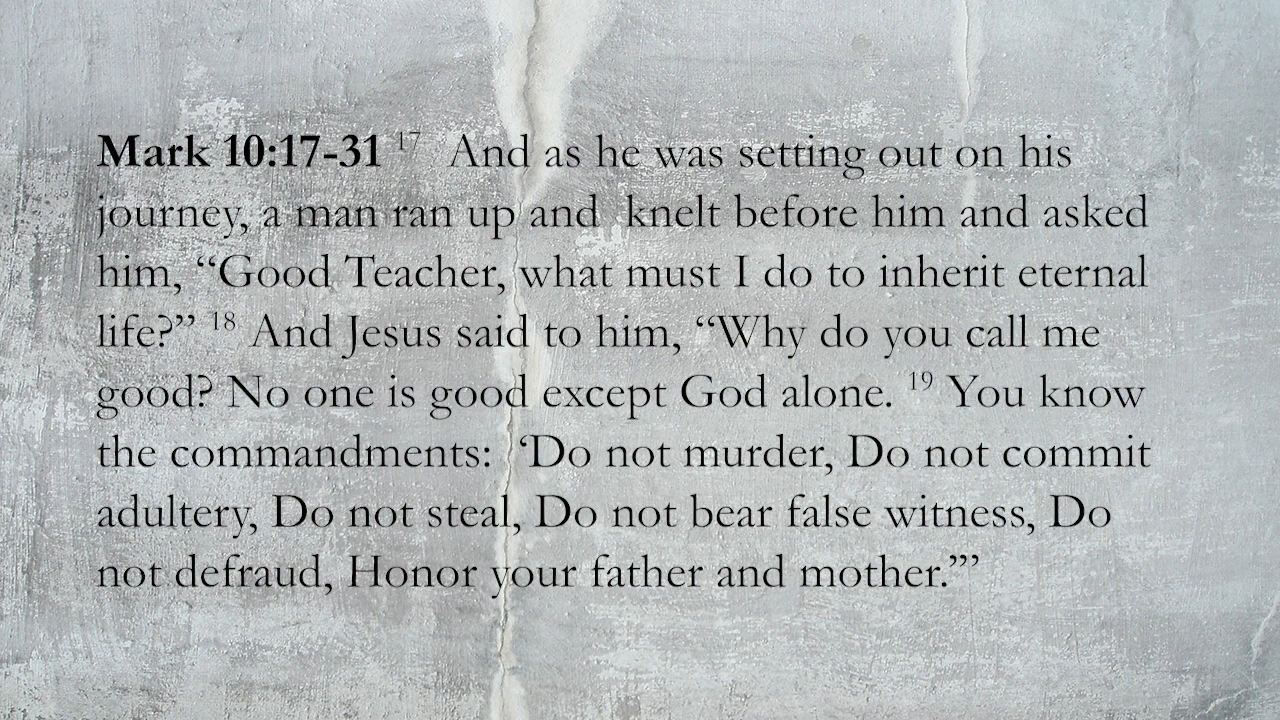 Mark 10:17-31 17 And as he was setting out on his
journey, a man ran up and  knelt before him and asked
him, “Good Teacher, what must I do to inherit eternal
life?” 18 And Jesus said to him, “Why do you call me
good? No one is good except God alone. 19 You know
the commandments:  ‘Do not murder, Do not commit
adultery, Do not steal, Do not bear false witness, Do
not defraud, Honor your father and mother.”’